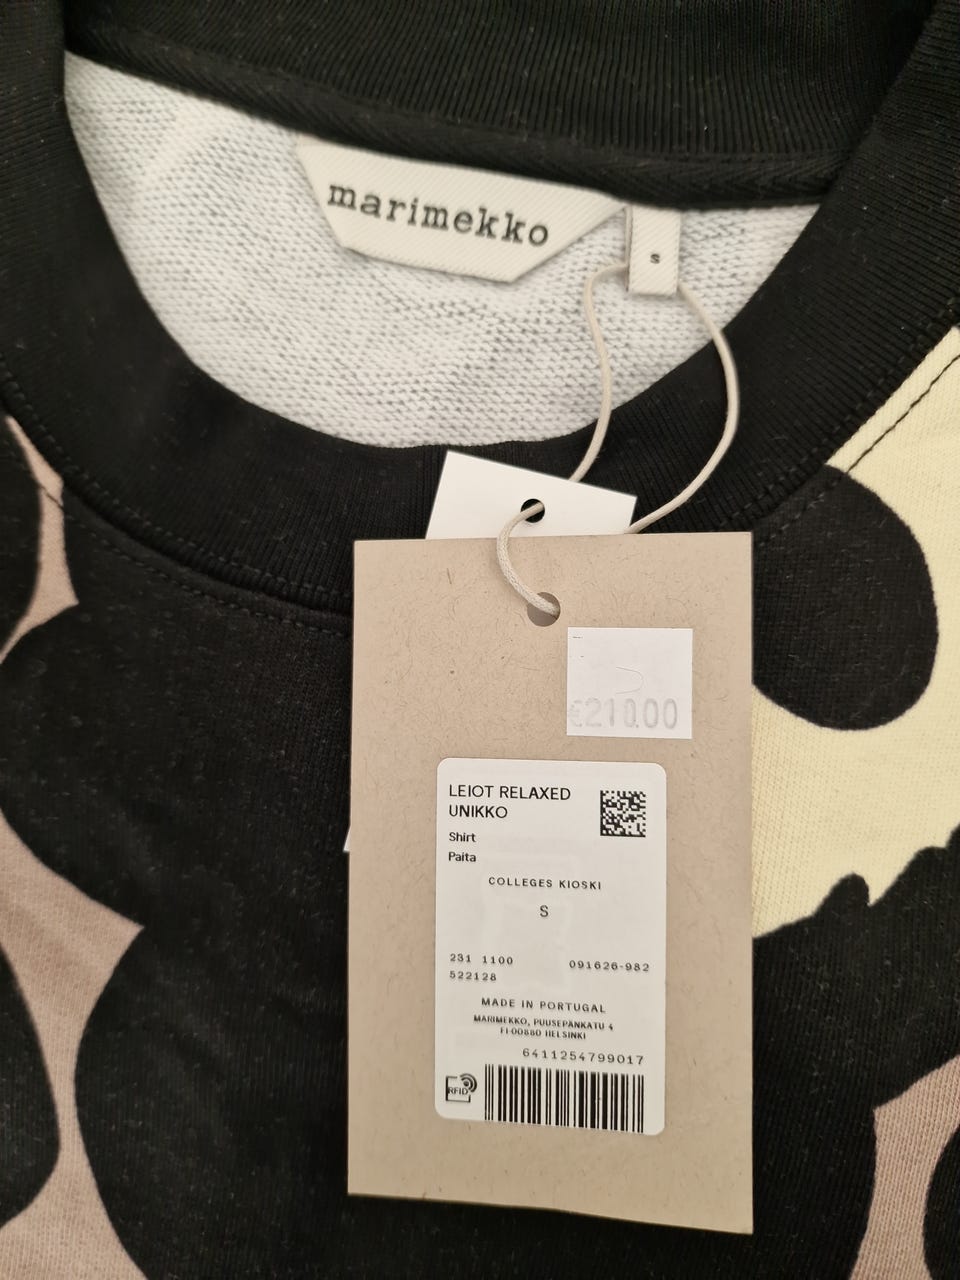 marimekko
s
€210.00
LEIOT RELAXED
UNIKKO
Shirt
Paita
COLLEGES KIOSKI
S
231 1100 091626-982
522128
MADE IN PORTUGAL
MARIMEKKO, PUUSEPÄNKATU 4
FI-00880 HELSINKI
6411254799017
RFID